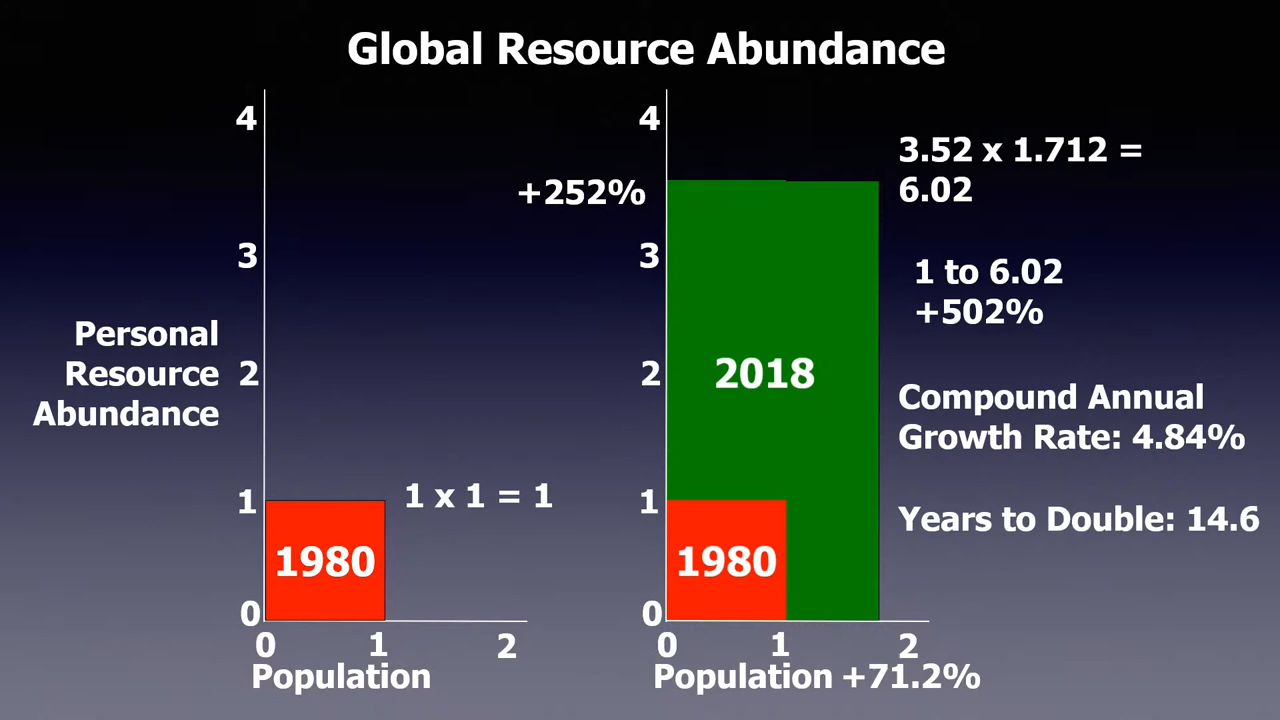 Global Resource Abundance
4
3
2
1
0
Personal
Resource
Abundance
1980
1 x 1 = 1
0
1
2
Population
4
+252%
3
2
1
0
2018
1980
0
1
2
Population +71.2%
3.52 x 1.712 =
6.02
1 to 6.02
+502%
Compound Annual
Growth Rate: 4.84%
Years to Double: 14.6